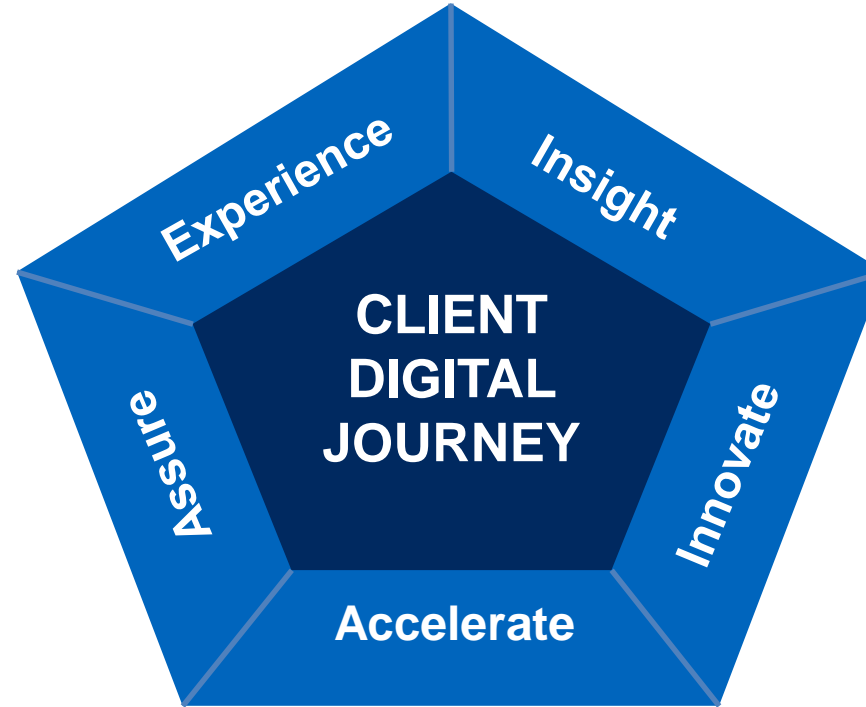 Experience
Insight
CLIENT
DIGITAL
JOURNEY
Assure
Innovate
Accelerate